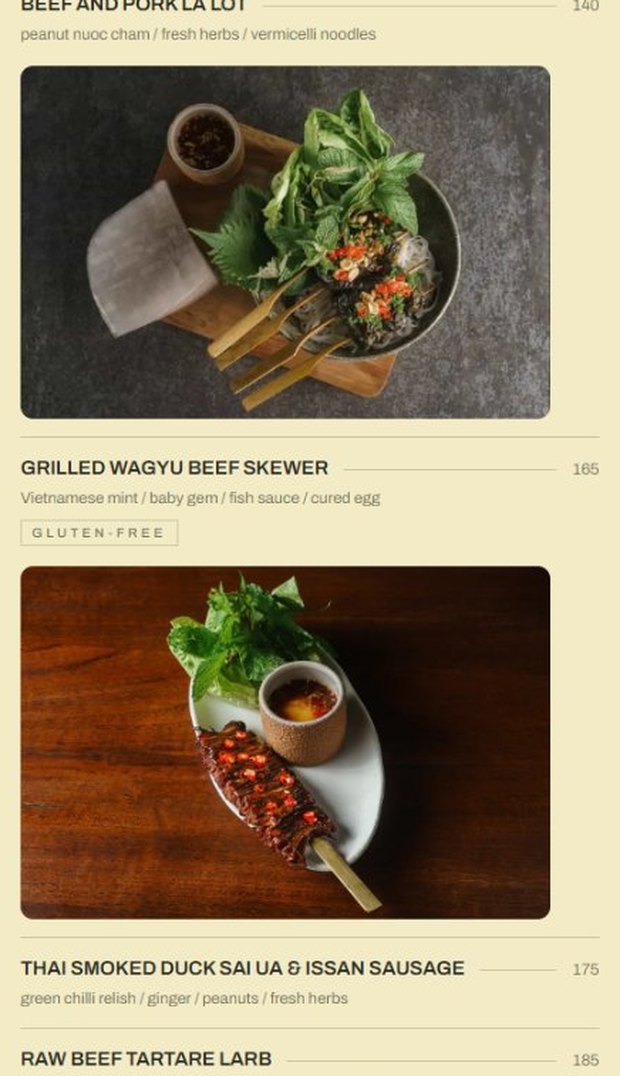 BEEF AND PORK LA LOT 140
peanut nuoc cham / fresh herbs / vermicelli noodles
GRILLED WAGYU BEEF SKEWER 165
Vietnamese mint / baby gem / fish sauce / cured egg
GLUTEN-FREE
THAI SMOKED DUCK SAI UA & ISSAN SAUSAGE 175
green chilli relish / ginger / peanuts / fresh herbs
RAW BEEF TARTARE LARB 185